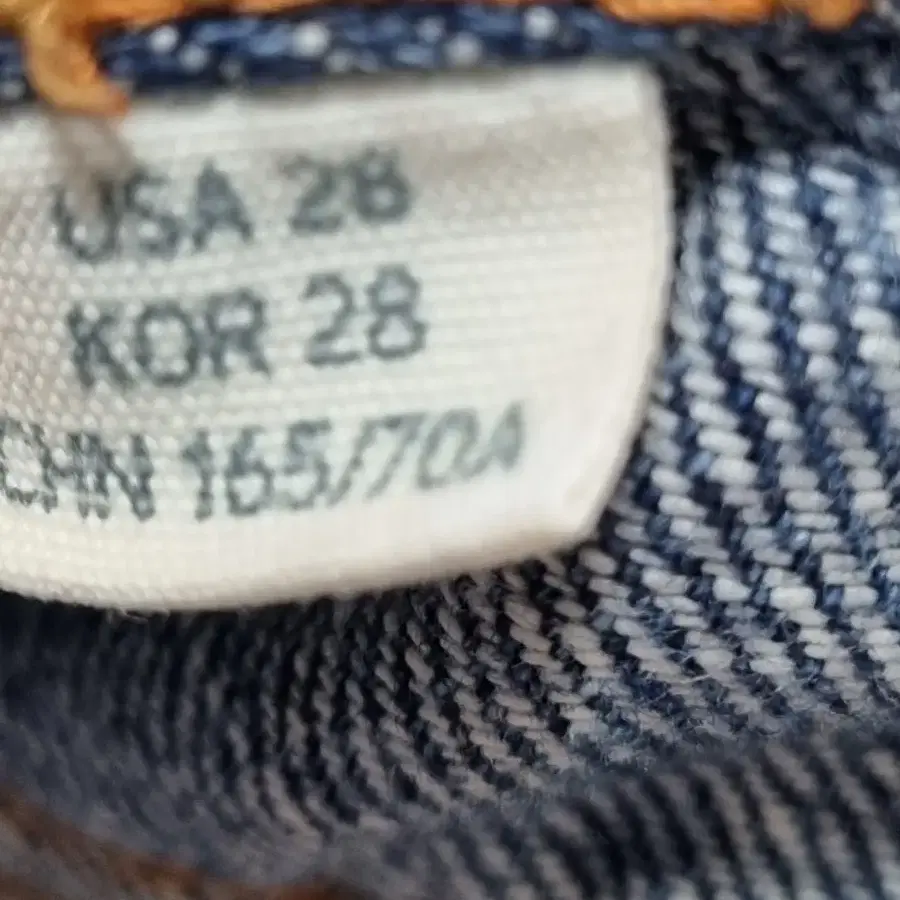 USA 28
KOR 28
CHN 165/70A